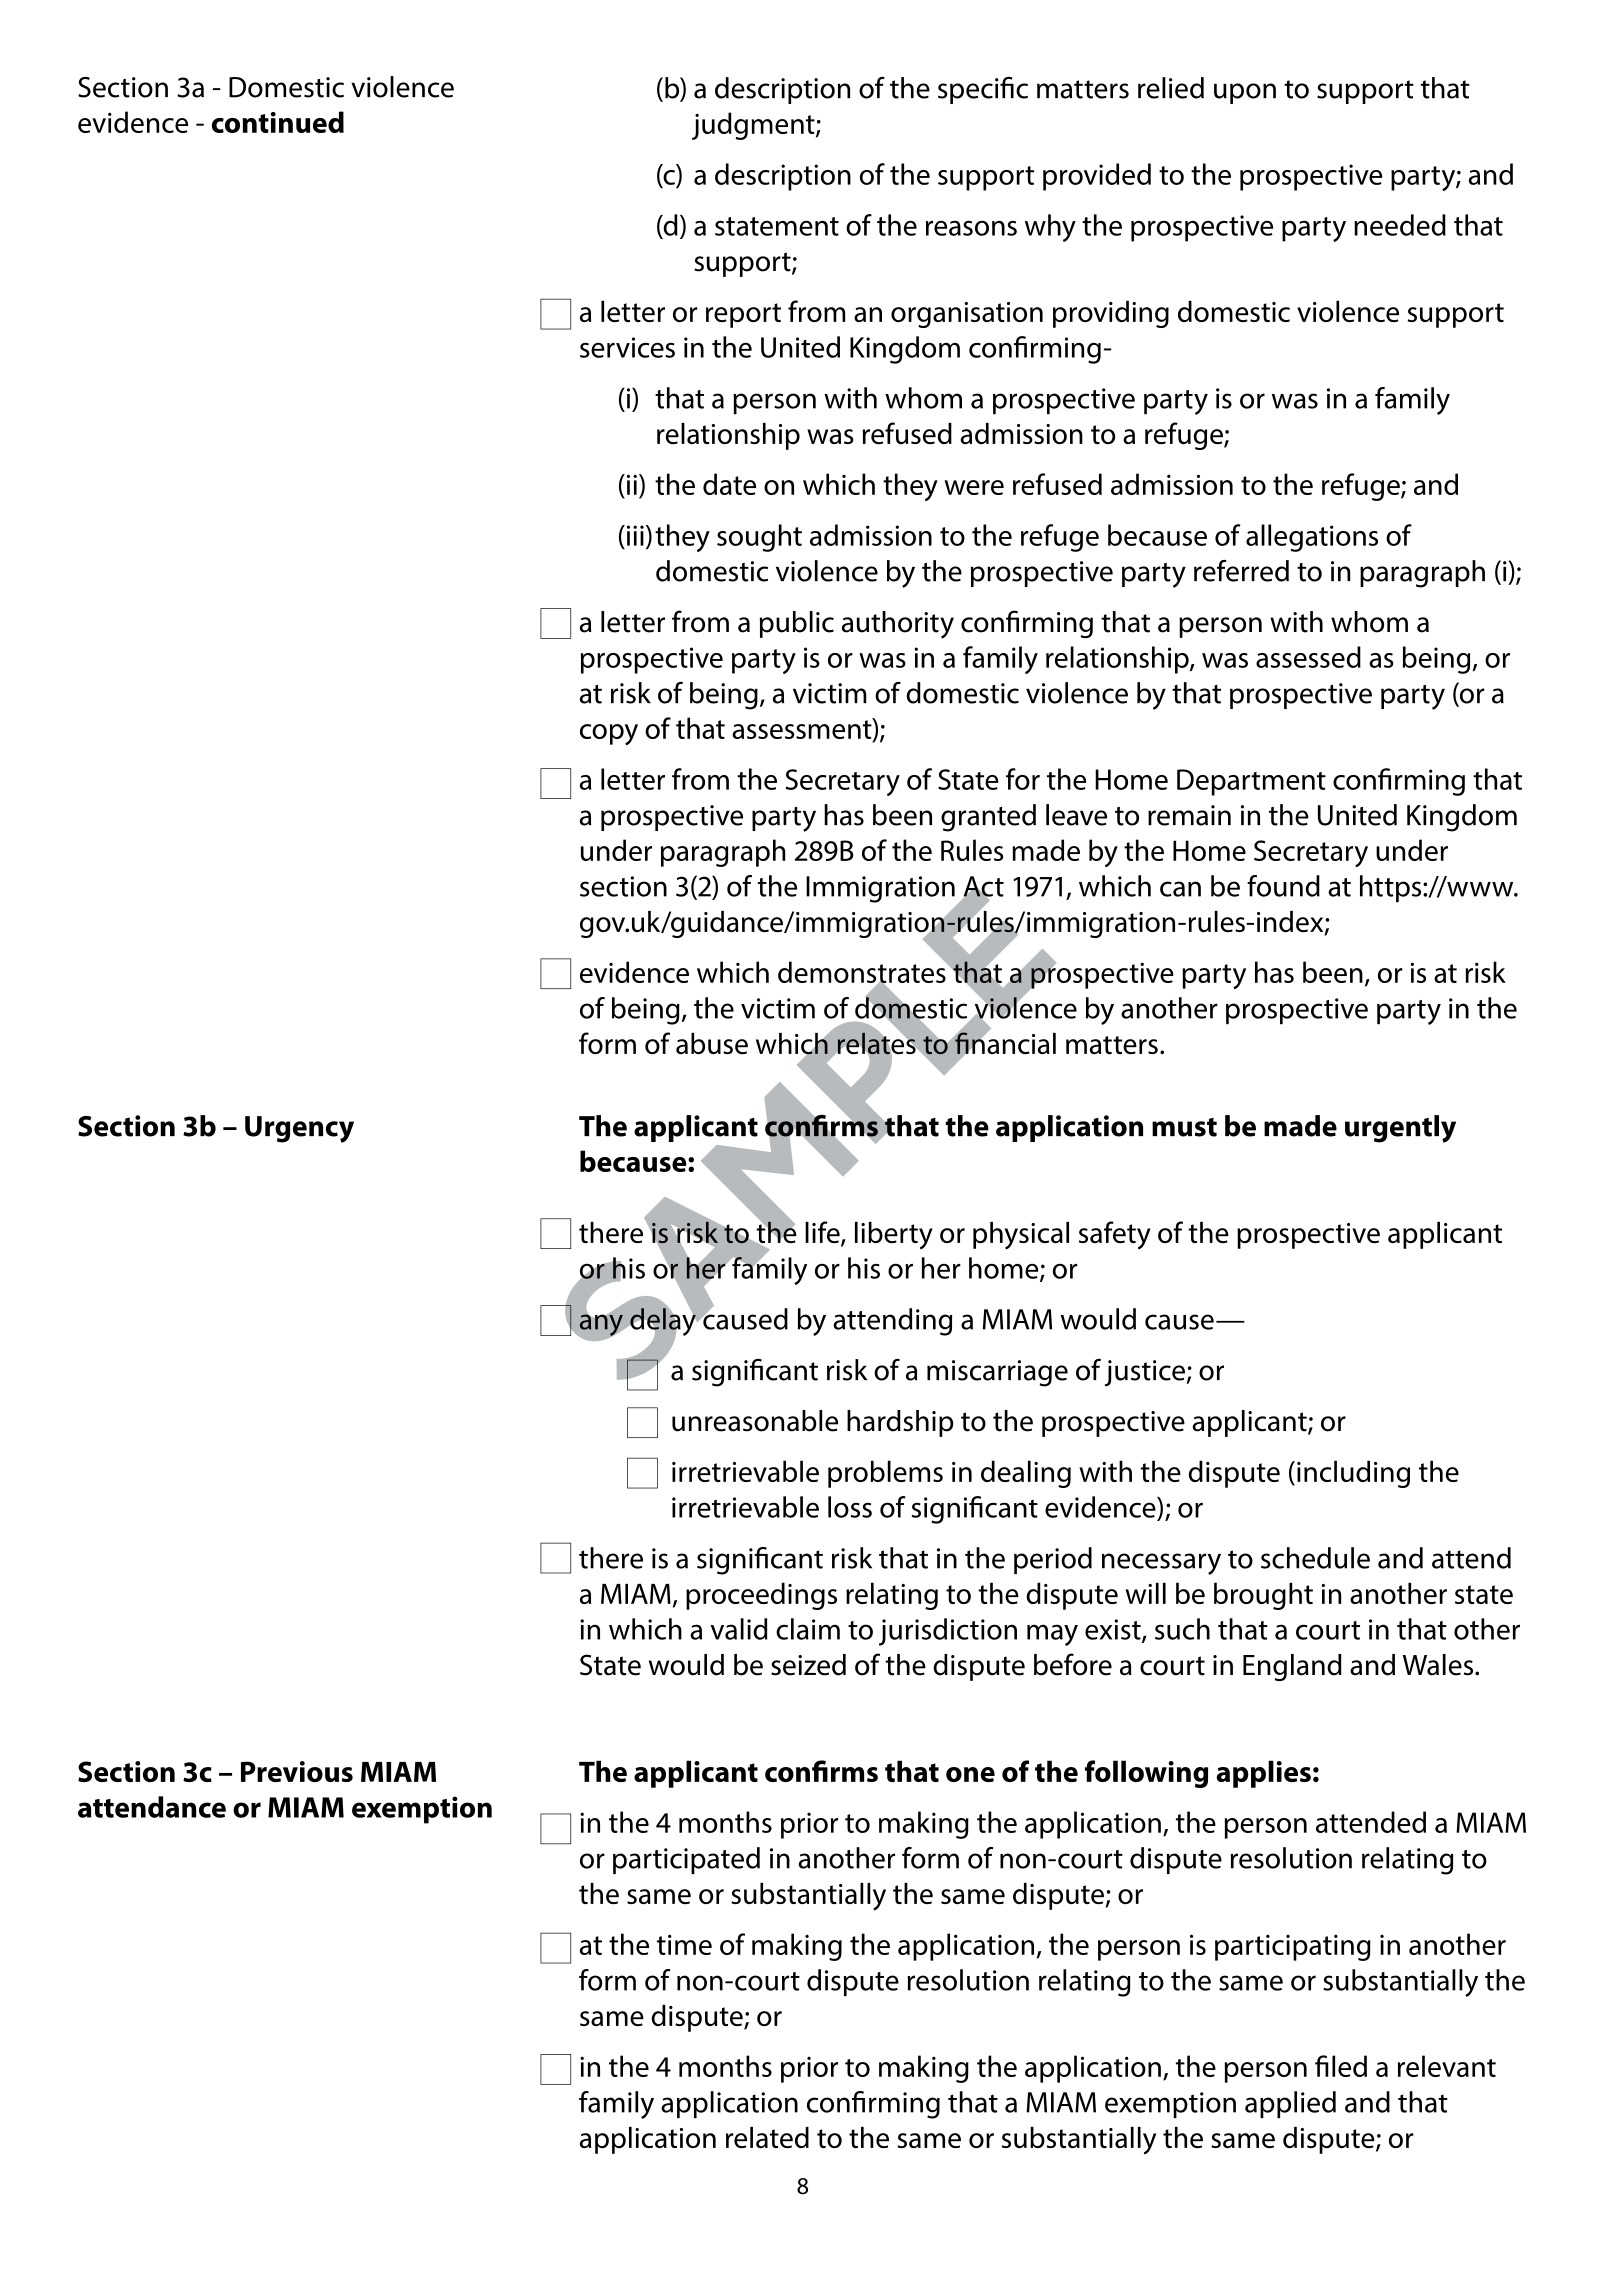 Section 3a - Domestic violence
evidence - continued
(b) a description of the specific matters relied upon to support that
judgment;
(c) a description of the support provided to the prospective party; and
(d) a statement of the reasons why the prospective party needed that
support;
a letter or report from an organisation providing domestic violence support
services in the United Kingdom confirming-
(i) that a person with whom a prospective party is or was in a family
relationship was refused admission to a refuge;
(ii) the date on which they were refused admission to the refuge; and
(iii) they sought admission to the refuge because of allegations of
domestic violence by the prospective party referred to in paragraph (i);
a letter from a public authority confirming that a person with whom a
prospective party is or was in a family relationship, was assessed as being, or
at risk of being, a victim of domestic violence by that prospective party (or a
copy of that assessment);
a letter from the Secretary of State for the Home Department confirming that
a prospective party has been granted leave to remain in the United Kingdom
under paragraph 289B of the Rules made by the Home Secretary under
section 3(2) of the Immigration Act 1971, which can be found at https://www.
gov.uk/guidance/immigration-rules/immigration-rules-index;
evidence which demonstrates that a prospective party has been, or is at risk
of being, the victim of domestic violence by another prospective party in the
form of abuse which relates to financial matters.
SAMPLE
Section 3b – Urgency
The applicant confirms that the application must be made urgently
because:
there is risk to the life, liberty or physical safety of the prospective applicant
or his or her family or his or her home; or
any delay caused by attending a MIAM would cause—
a significant risk of a miscarriage of justice; or
unreasonable hardship to the prospective applicant; or
irretrievable problems in dealing with the dispute (including the
irretrievable loss of significant evidence); or
there is a significant risk that in the period necessary to schedule and attend
a MIAM, proceedings relating to the dispute will be brought in another state
in which a valid claim to jurisdiction may exist, such that a court in that other
State would be seized of the dispute before a court in England and Wales.
Section 3c – Previous MIAM
attendance or MIAM exemption
The applicant confirms that one of the following applies:
in the 4 months prior to making the application, the person attended a MIAM
or participated in another form of non-court dispute resolution relating to
the same or substantially the same dispute; or
at the time of making the application, the person is participating in another
form of non-court dispute resolution relating to the same or substantially the
same dispute; or
in the 4 months prior to making the application, the person filed a relevant
family application confirming that a MIAM exemption applied and that
application related to the same or substantially the same dispute; or
8